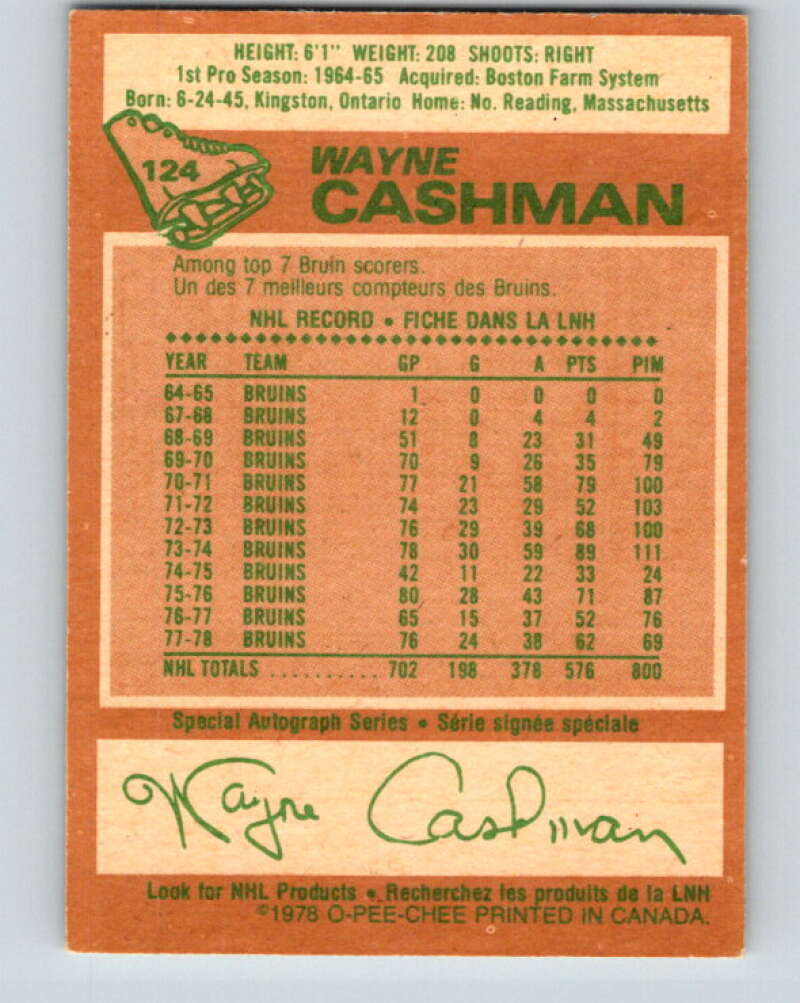 HEIGHT: 6'1" WEIGHT: 208 SHOOTS: RIGHT
1st Pro Season: 1964-65 Acquired: Boston Farm System
Born: 6-24-45, Kingston, Ontario Home: No. Reading, Massachusetts
124
WAYNE
CASHMAN
Among top 7 Bruin scorers.
Un des 7 meilleurs compteurs des Bruins.
NHL RECORD • FICHE DANS LA LNH
YEAR TEAM GP G A PTS PIM
64-65 BRUINS 1 0 0 0 0
67-68 BRUINS 12 0 4 4 2
68-69 BRUINS 51 8 23 31 49
69-70 BRUINS 70 9 26 35 79
70-71 BRUINS 77 21 58 79 100
71-72 BRUINS 74 23 29 52 103
72-73 BRUINS 76 29 39 68 100
73-74 BRUINS 78 30 59 89 111
74-75 BRUINS 42 11 22 33 24
75-76 BRUINS 80 28 43 71 87
76-77 BRUINS 65 15 37 52 76
77-78 BRUINS 76 24 38 62 69
NHL TOTALS .......... 702 198 378 576 800
Special Autograph Series • Série signée spéciale
Wayne Cashman
Look for NHL Products • Recherchez les produits de la LNH
©1978 O-PEE-CHEE PRINTED IN CANADA.